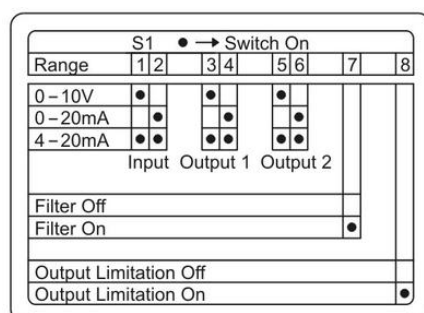 S1 ● → Switch On
Range 1 2 3 4 5 6 7 8
0–10V ● ● ●
0–20mA ● ● ●
4–20mA ● ● ● ● ● ●
Input Output 1 Output 2
Filter Off
Filter On ●
Output Limitation Off
Output Limitation On ●